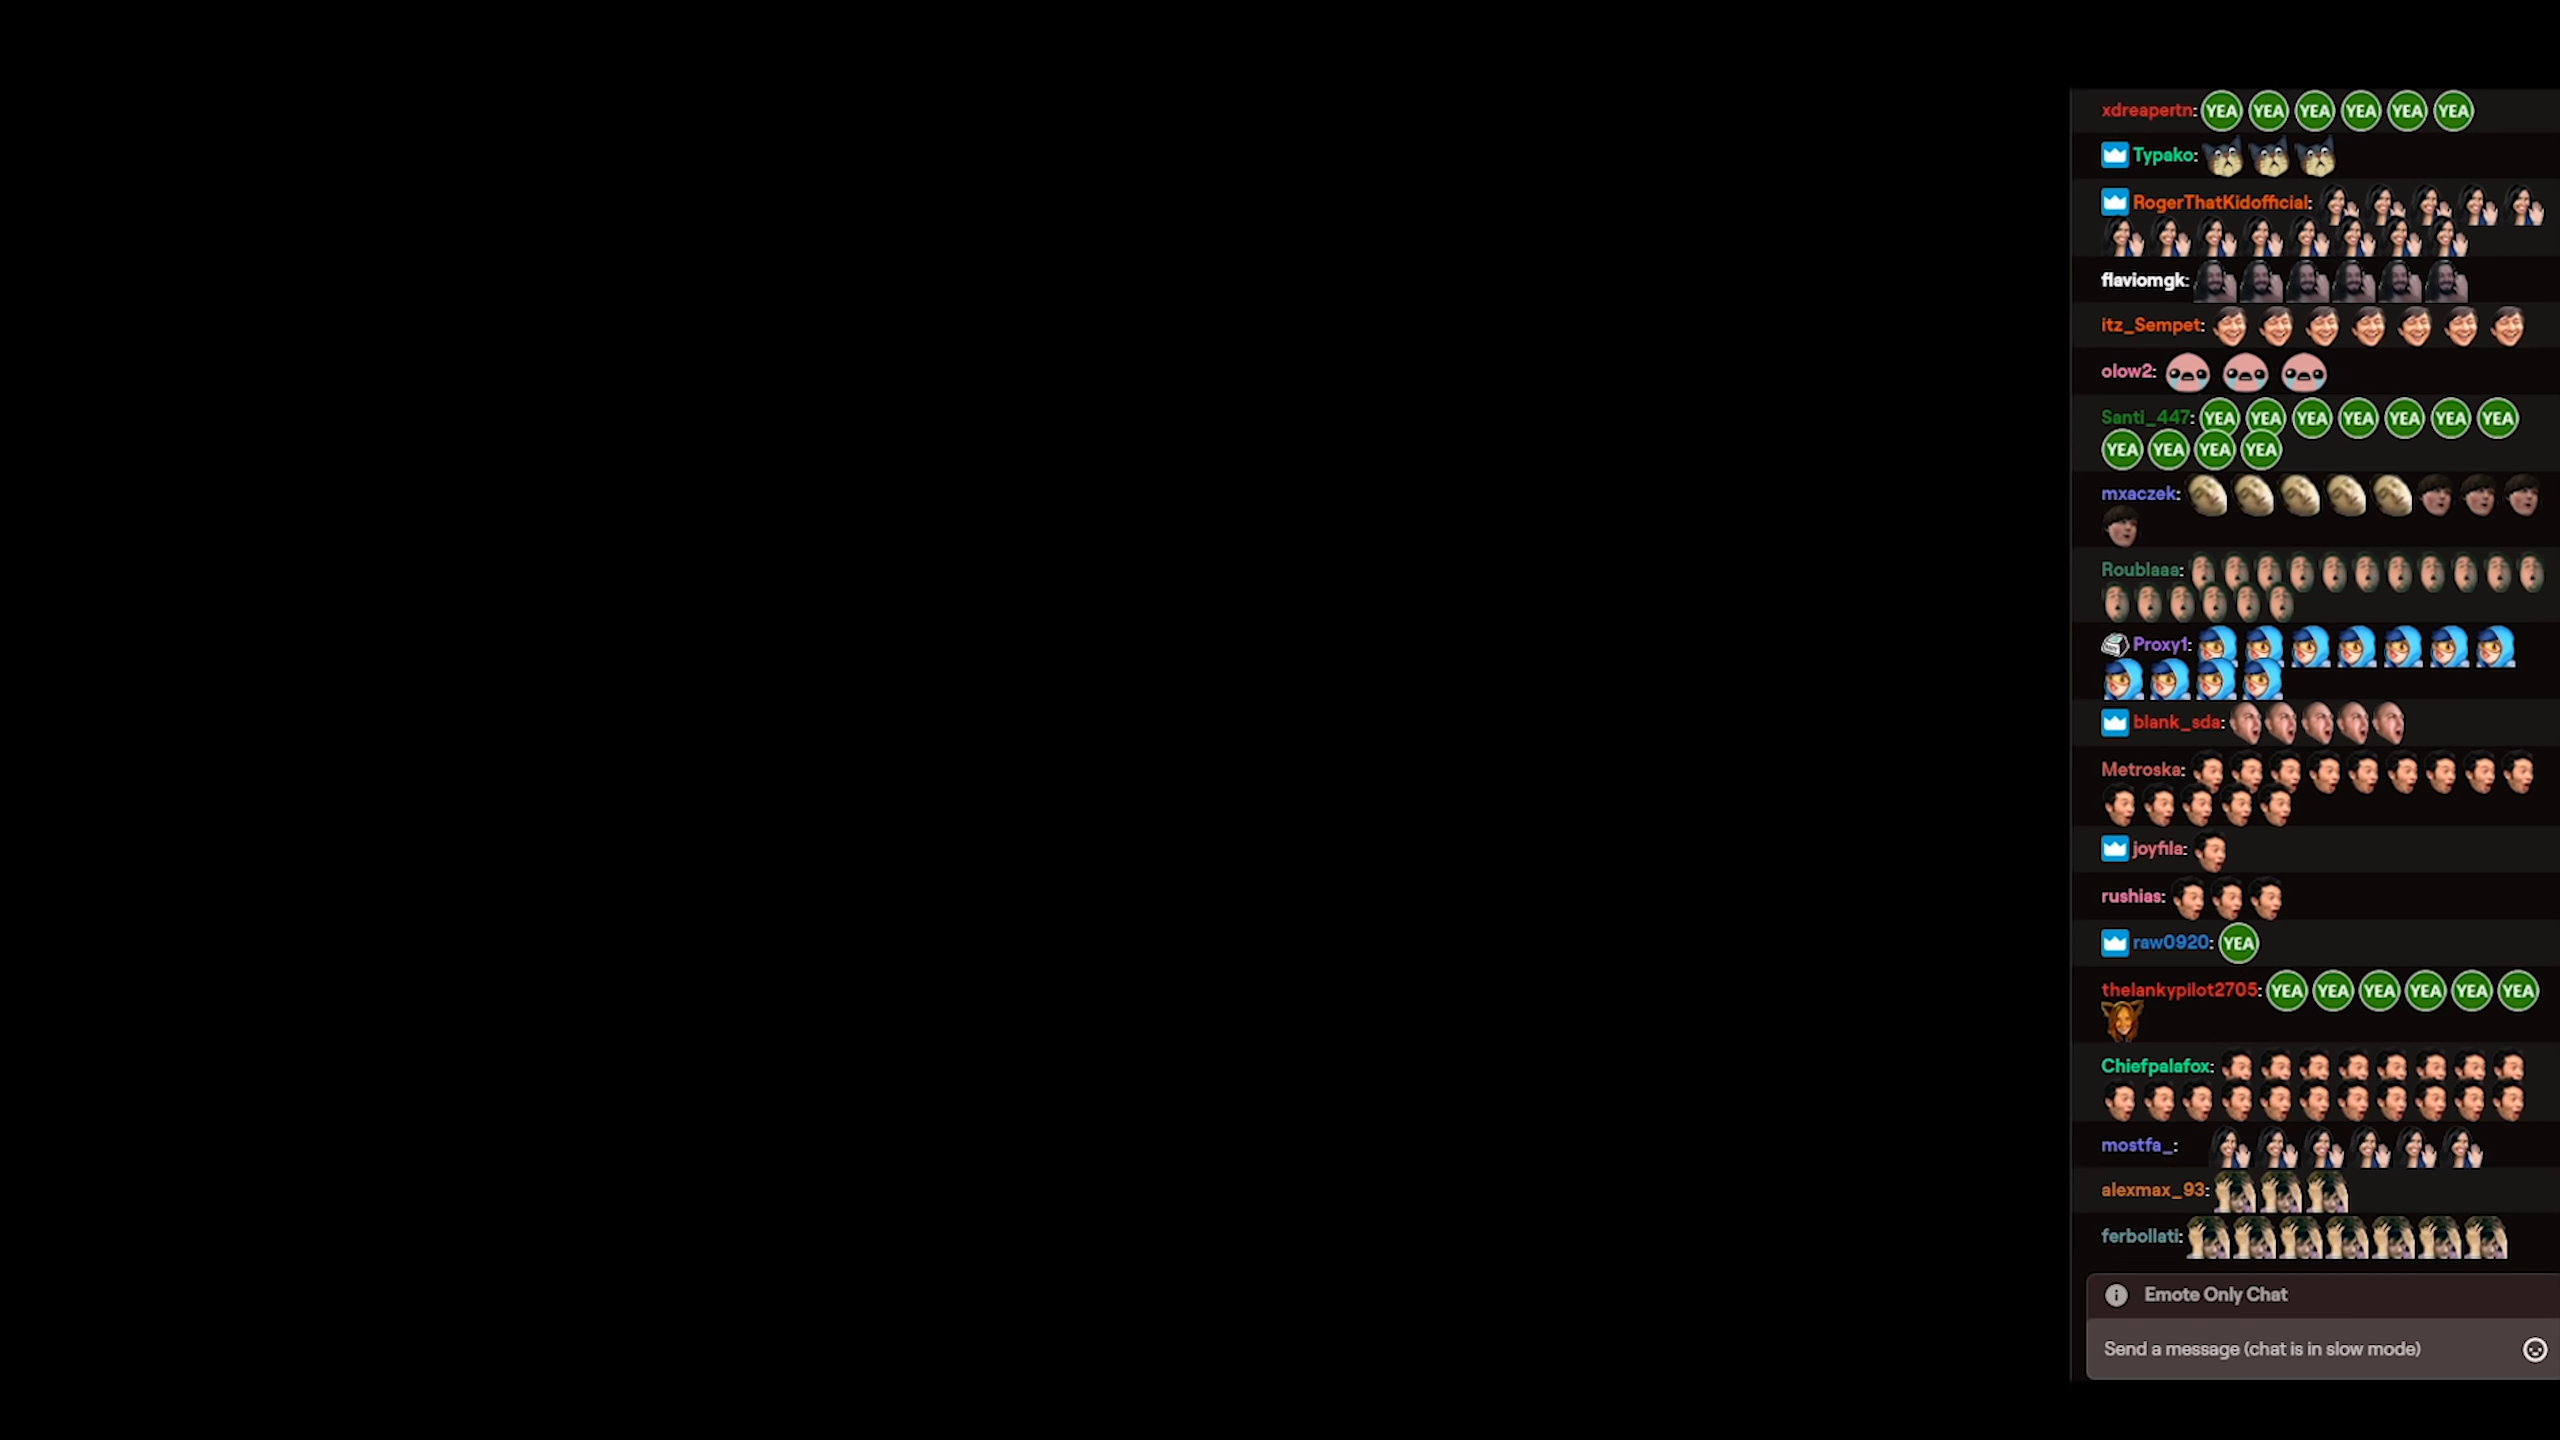 xdreapertn: YEA YEA YEA YEA YEA YEA
Typako:
RogerThatKidofficial:
flaviomgk:
itz_Sempet:
olow2:
Santi_447: YEA YEA YEA YEA YEA YEA YEA
YEA YEA YEA YEA
mxaczek:
Roublaaa:
Proxy1:
blank_sda:
Metroska:
joyfila:
rushias:
raw0920: YEA
thelankypilot2705: YEA YEA YEA YEA YEA YEA
Chiefpalafox:
mostfa_:
alexmax_93:
ferbollati:
Emote Only Chat
Send a message (chat is in slow mode)